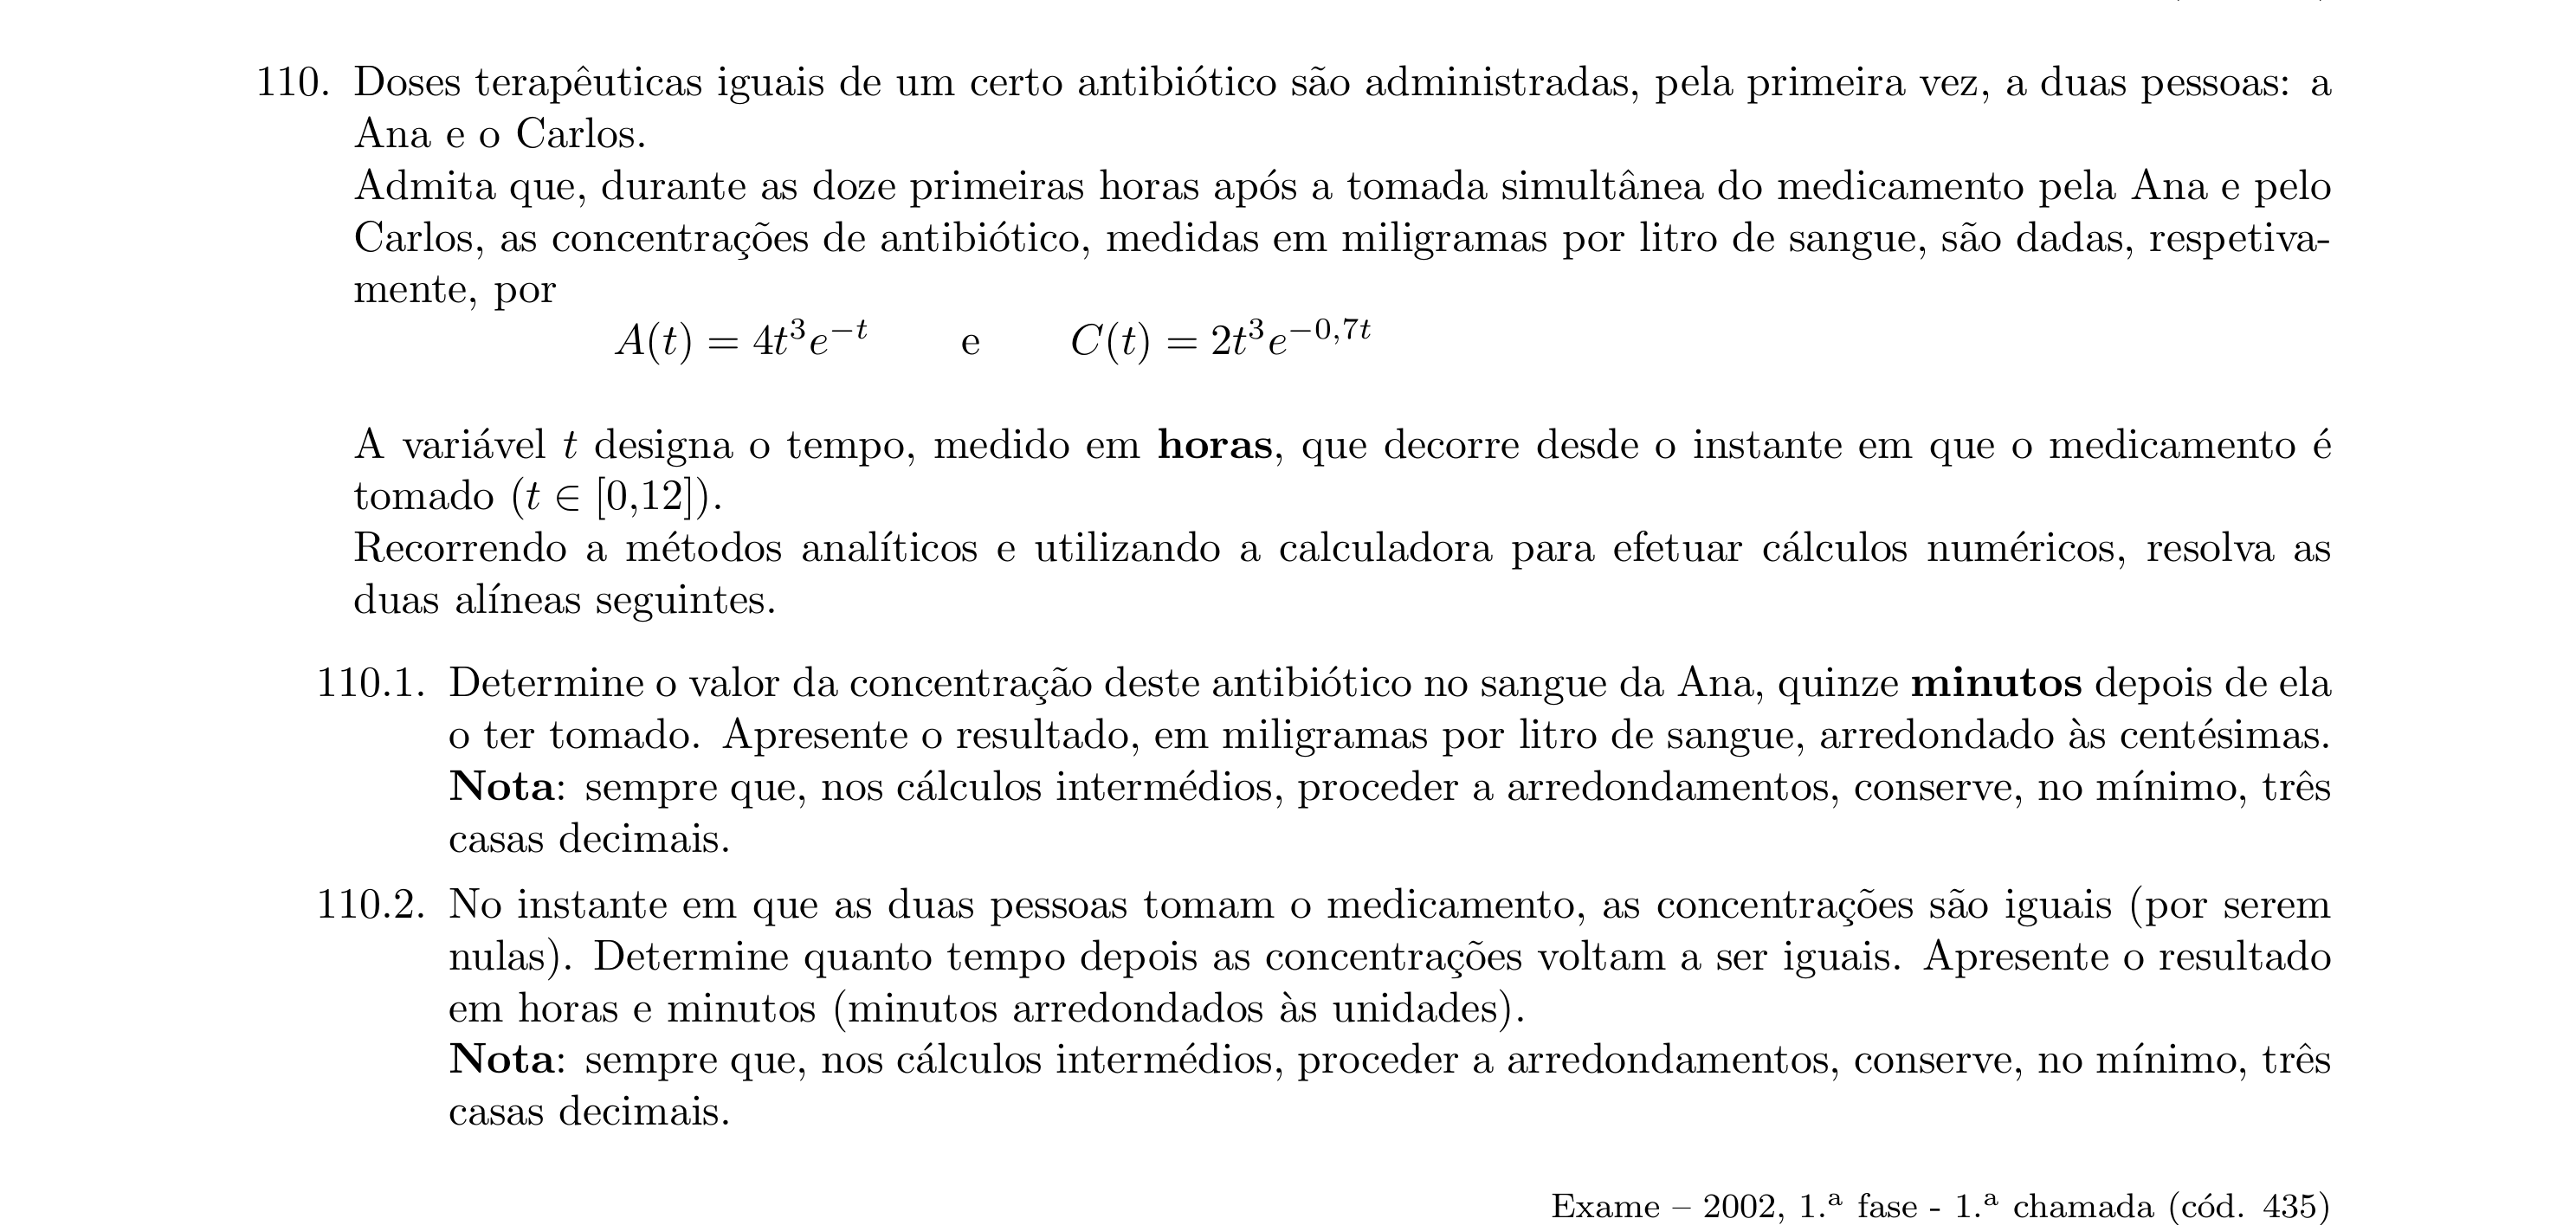 110. Doses terapêuticas iguais de um certo antibiótico são administradas, pela primeira vez, a duas pessoas: a
Ana e o Carlos.
Admita que, durante as doze primeiras horas após a tomada simultânea do medicamento pela Ana e pelo
Carlos, as concentrações de antibiótico, medidas em miligramas por litro de sangue, são dadas, respetiva-
mente, por
A(t) = 4t³e⁻ᵗ e C(t) = 2t³e⁻⁰,⁷ᵗ
A variável t designa o tempo, medido em horas, que decorre desde o instante em que o medicamento é
tomado (t ∈ [0,12]).
Recorrendo a métodos analíticos e utilizando a calculadora para efetuar cálculos numéricos, resolva as
duas alíneas seguintes.
110.1. Determine o valor da concentração deste antibiótico no sangue da Ana, quinze minutos depois de ela
o ter tomado. Apresente o resultado, em miligramas por litro de sangue, arredondado às centésimas.
Nota: sempre que, nos cálculos intermédios, proceder a arredondamentos, conserve, no mínimo, três
casas decimais.
110.2. No instante em que as duas pessoas tomam o medicamento, as concentrações são iguais (por serem
nulas). Determine quanto tempo depois as concentrações voltam a ser iguais. Apresente o resultado
em horas e minutos (minutos arredondados às unidades).
Nota: sempre que, nos cálculos intermédios, proceder a arredondamentos, conserve, no mínimo, três
casas decimais.
Exame – 2002, 1.ª fase - 1.ª chamada (cód. 435)